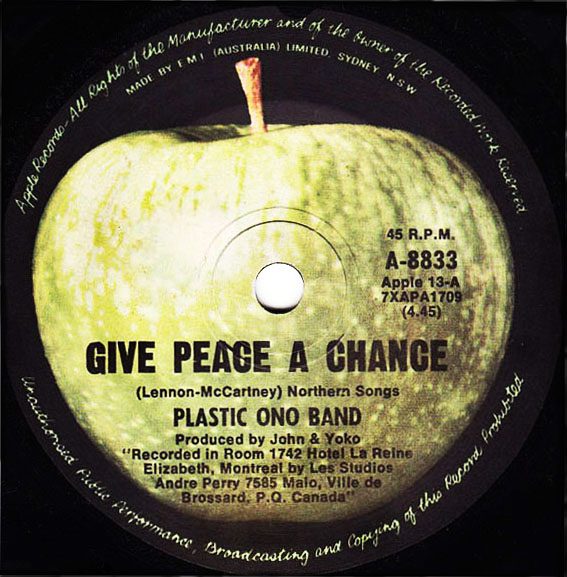 Apple Records-All Rights of the Manufacturer and of the Owner of the Recorded Work Reserved
MADE BY E.M.I. (AUSTRALIA) LIMITED, SYDNEY, N.S.W.
45 R.P.M.
A-8833
Apple 13-A
7XAPA1709
(4.45)
GIVE PEACE A CHANCE
(Lennon-McCartney) Northern Songs
PLASTIC ONO BAND
Produced by John & Yoko
"Recorded in Room 1742 Hotel La Reine
Elizabeth, Montreal by Les Studios
Andre Perry 7585 Malo, Ville de
Brossard, P.Q. Canada"
Unauthorised Public Performance, Broadcasting and Copying of this Record Prohibited